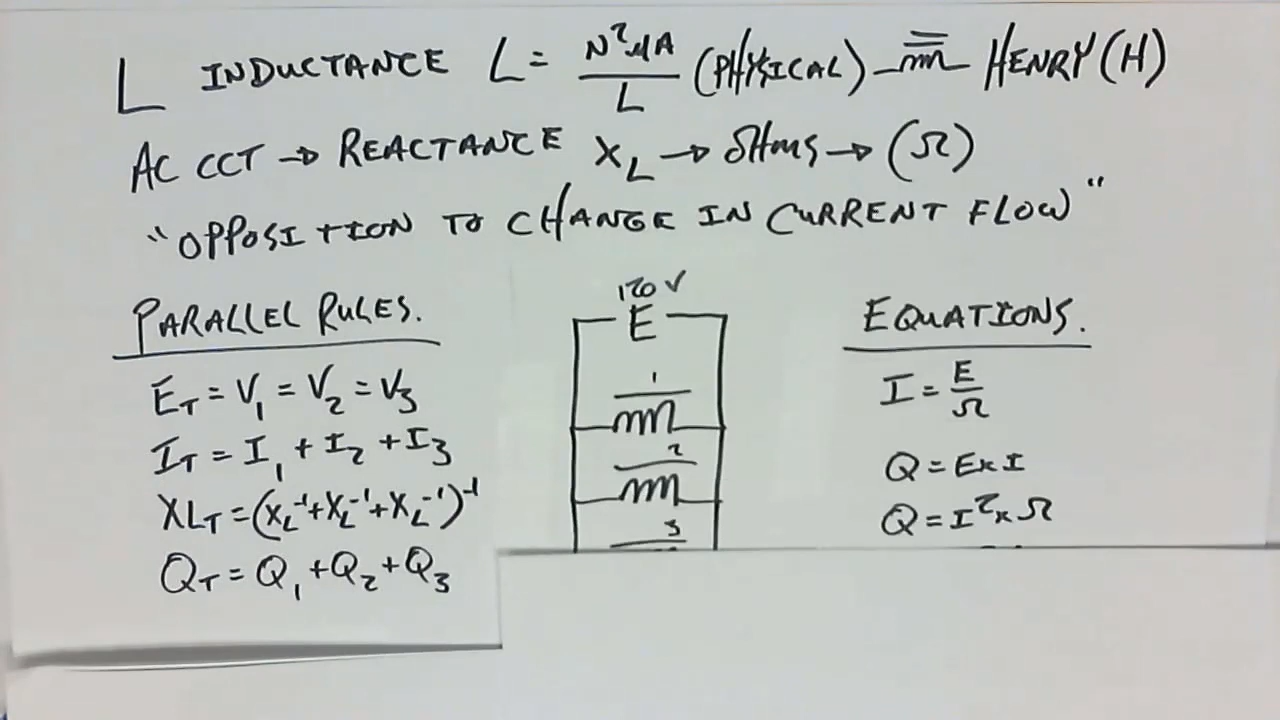 L INDUCTANCE L = N²μA / L (PHYSICAL) – HENRY (H)
AC CCT → REACTANCE XL → OHms → (Ω)
"OPPOSITION TO CHANGE IN CURRENT FLOW"
PARALLEL RULES.
ET = V1 = V2 = V3
IT = I1 + I2 + I3
XLT = (XL⁻¹ + XL⁻¹ + XL⁻¹)⁻¹
QT = Q1 + Q2 + Q3
120 V
E
1
2
3
EQUATIONS.
I = E / Ω
Q = E x I
Q = I² x Ω